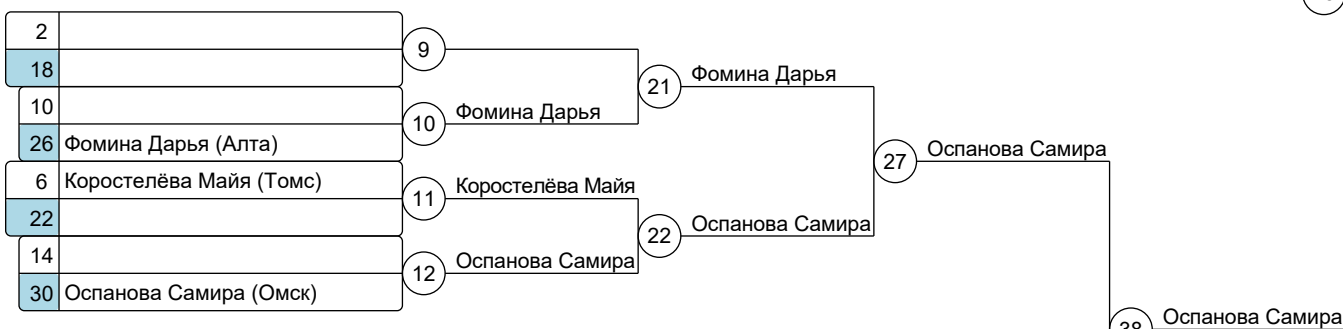 2
18
9
10
26 Фомина Дарья (Алта)
10 Фомина Дарья
21 Фомина Дарья
6 Коростелёва Майя (Томс)
22
11 Коростелёва Майя
14
30 Оспанова Самира (Омск)
12 Оспанова Самира
22 Оспанова Самира
27 Оспанова Самира
38 Оспанова Самира